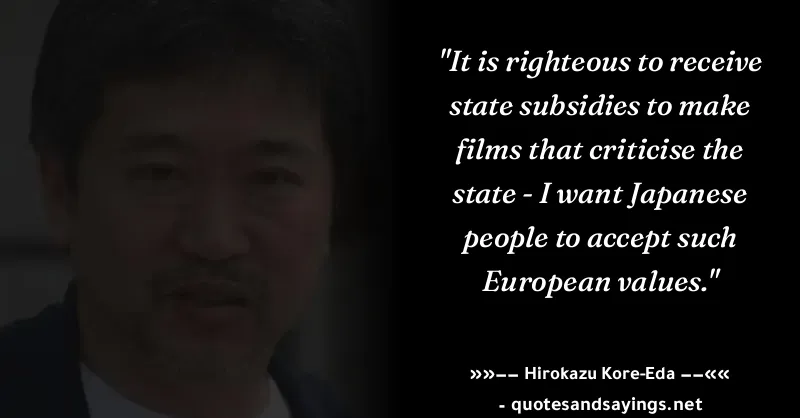 "It is righteous to receive
state subsidies to make
films that criticise the
state - I want Japanese
people to accept such
European values."
»»–– Hirokazu Kore-Eda ––««
- quotesandsayings.net